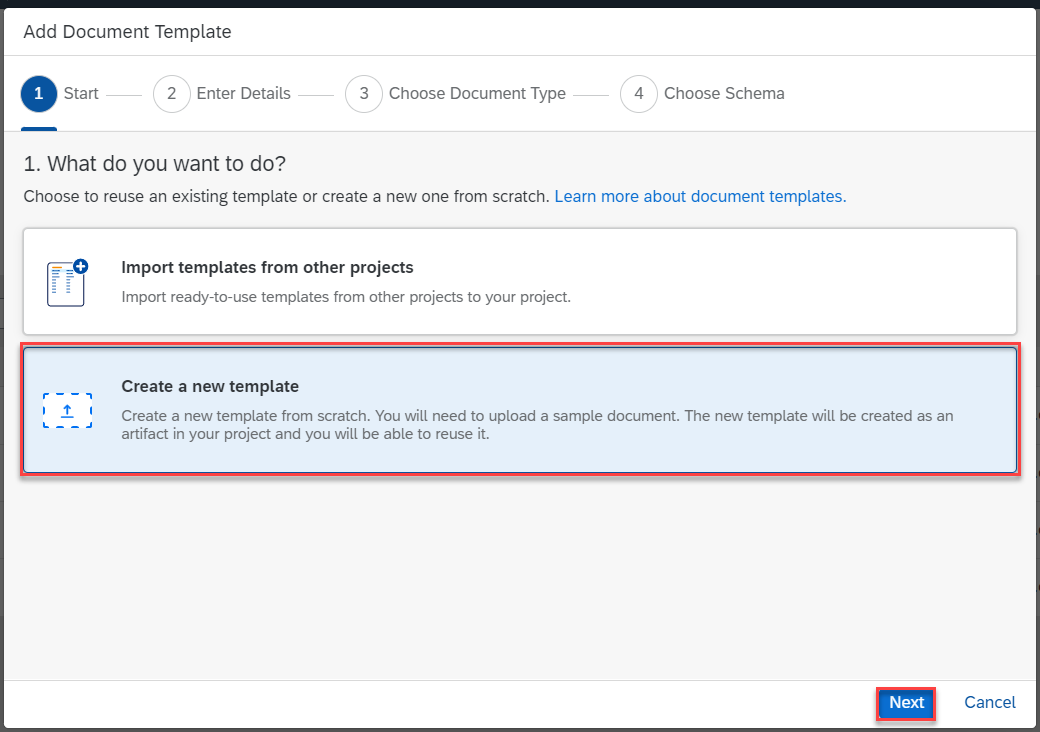 Add Document Template
1 Start 2 Enter Details 3 Choose Document Type 4 Choose Schema
1. What do you want to do?
Choose to reuse an existing template or create a new one from scratch. Learn more about document templates.
Import templates from other projects
Import ready-to-use templates from other projects to your project.
Create a new template
Create a new template from scratch. You will need to upload a sample document. The new template will be created as an
artifact in your project and you will be able to reuse it.
Next Cancel